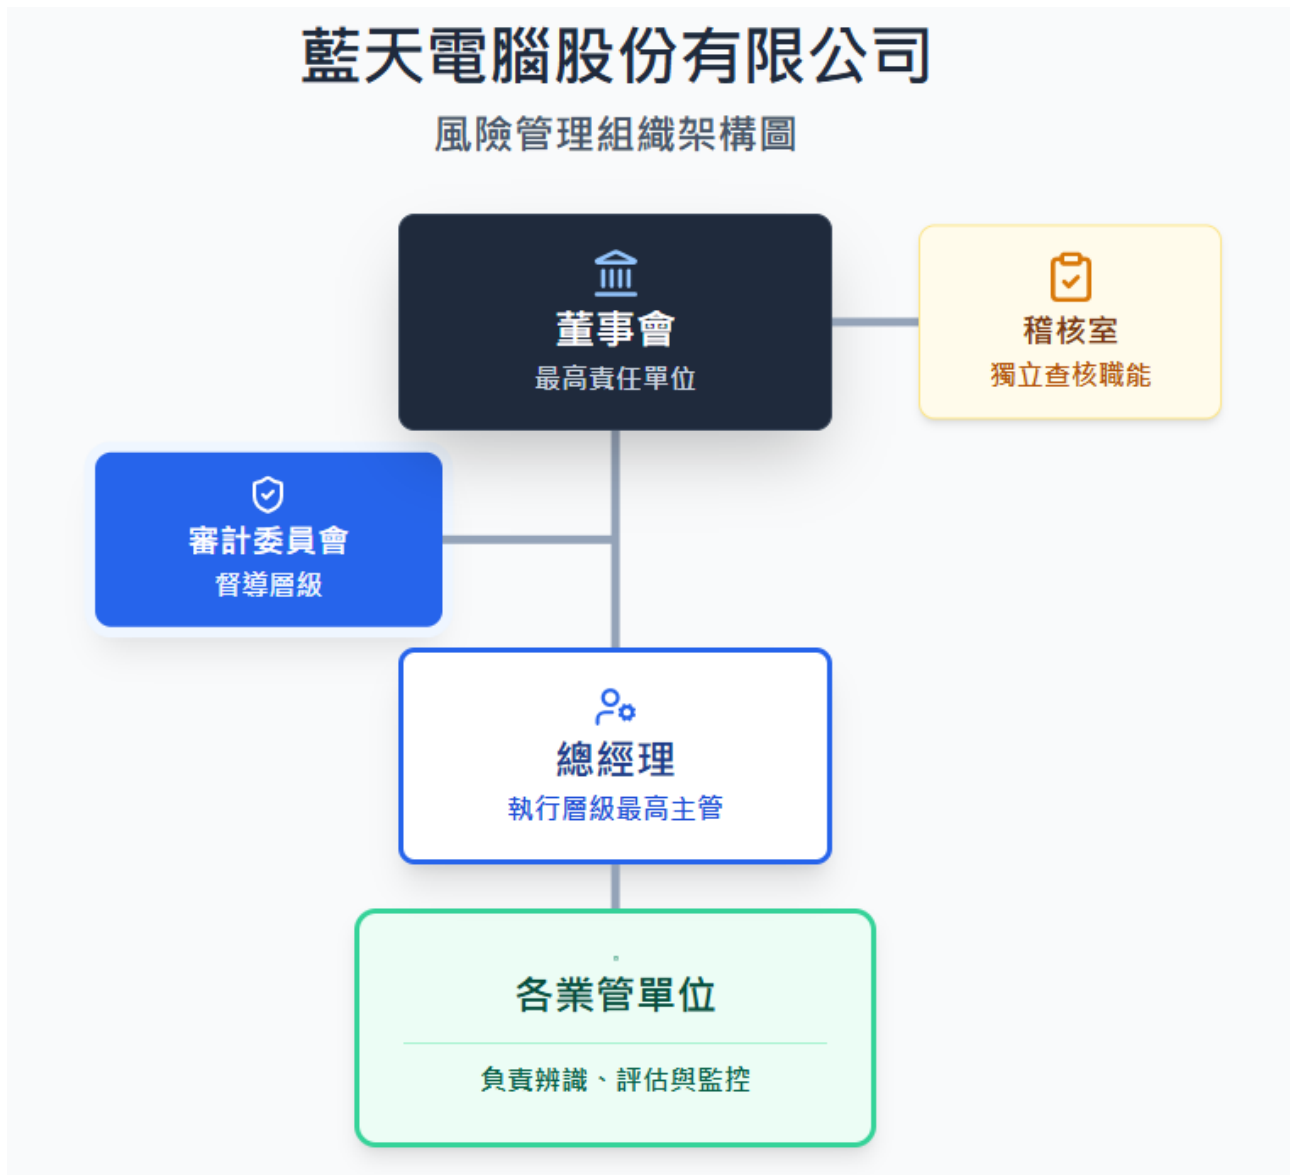 藍天電腦股份有限公司
風險管理組織架構圖
董事會
最高責任單位
稽核室
獨立查核職能
審計委員會
督導層級
總經理
執行層級最高主管
各業管單位
負責辨識、評估與監控